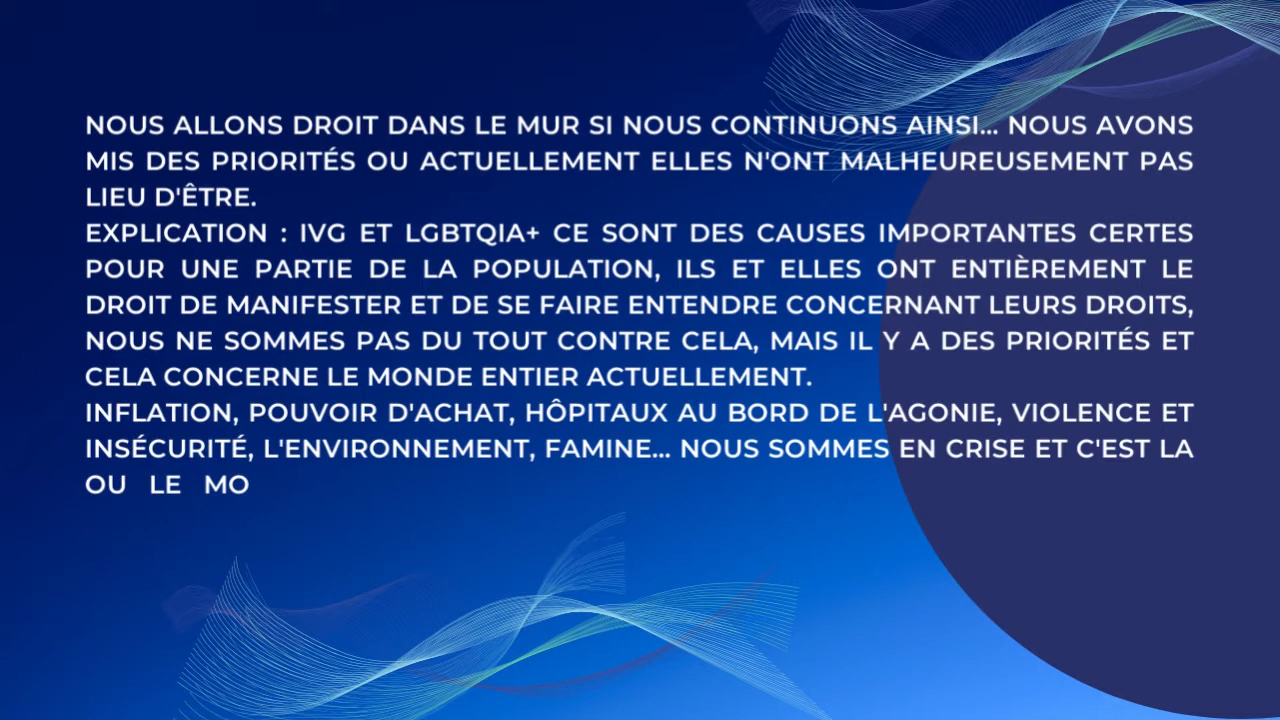 NOUS ALLONS DROIT DANS LE MUR SI NOUS CONTINUONS AINSI... NOUS AVONS
MIS DES PRIORITÉS OU ACTUELLEMENT ELLES N'ONT MALHEUREUSEMENT PAS
LIEU D'ÊTRE.
EXPLICATION : IVG ET LGBTQIA+ CE SONT DES CAUSES IMPORTANTES CERTES
POUR UNE PARTIE DE LA POPULATION, ILS ET ELLES ONT ENTIÈREMENT LE
DROIT DE MANIFESTER ET DE SE FAIRE ENTENDRE CONCERNANT LEURS DROITS,
NOUS NE SOMMES PAS DU TOUT CONTRE CELA, MAIS IL Y A DES PRIORITÉS ET
CELA CONCERNE LE MONDE ENTIER ACTUELLEMENT.
INFLATION, POUVOIR D'ACHAT, HÔPITAUX AU BORD DE L'AGONIE, VIOLENCE ET
INSÉCURITÉ, L'ENVIRONNEMENT, FAMINE... NOUS SOMMES EN CRISE ET C'EST LA
OU LE MO